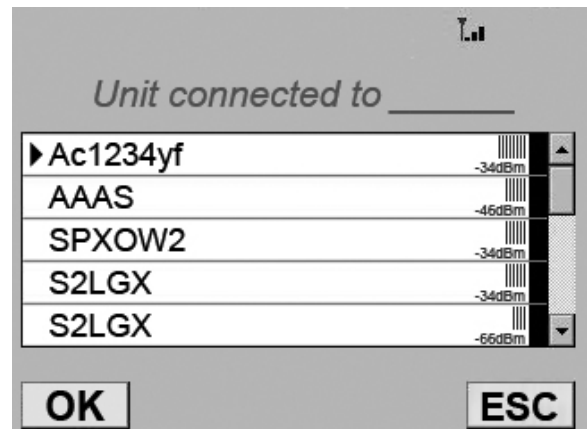 Unit connected to ______
Ac1234yf -34dBm
AAAS -46dBm
SPXOW2 -34dBm
S2LGX -34dBm
S2LGX -66dBm
OK ESC